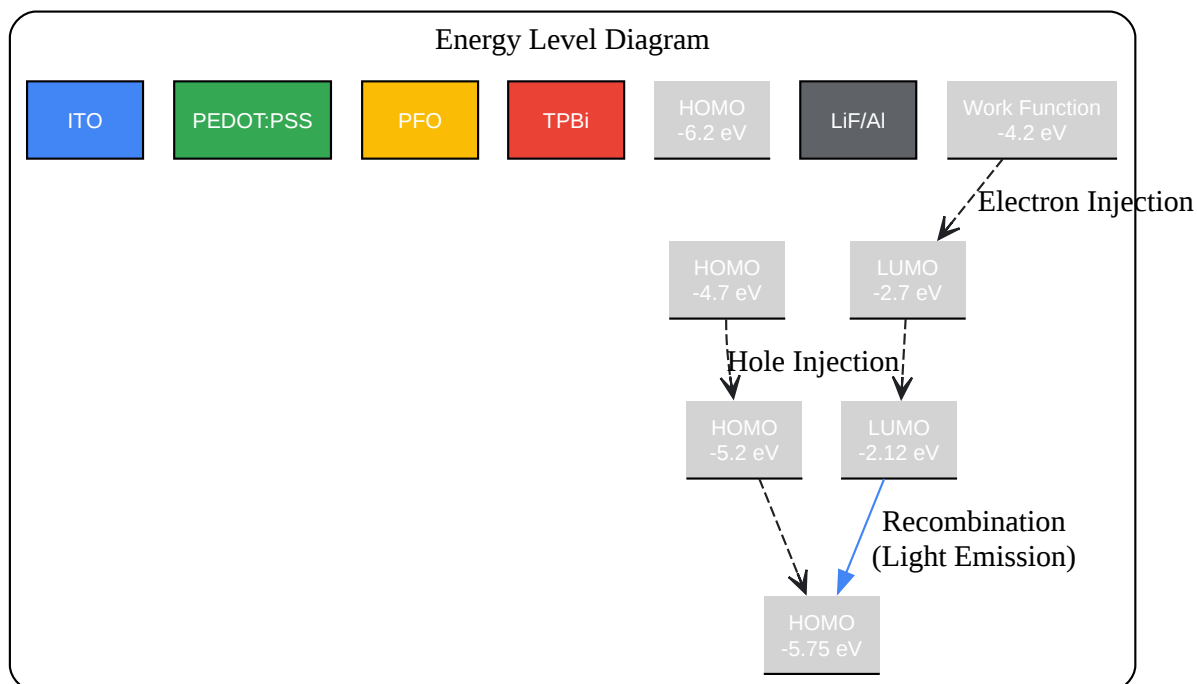 Energy Level Diagram
ITO
PEDOT:PSS
PFO
TPBi
HOMO
-6.2 eV
LiF/Al
Work Function
-4.2 eV
Electron Injection
HOMO
-4.7 eV
LUMO
-2.7 eV
Hole Injection
HOMO
-5.2 eV
LUMO
-2.12 eV
Recombination
(Light Emission)
HOMO
-5.75 eV